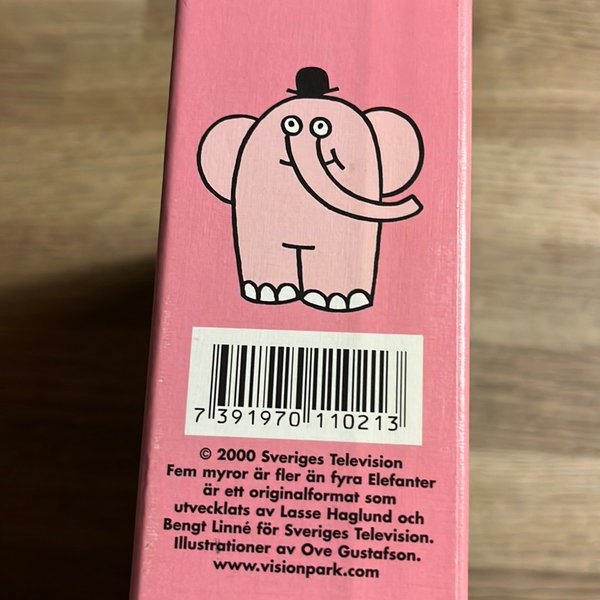 7 391970 110213
© 2000 Sveriges Television
Fem myror är fler än fyra Elefanter
är ett originalformat som
utvecklats av Lasse Haglund och
Bengt Linné för Sveriges Television.
Illustrationer av Ove Gustafson.
www.visionpark.com